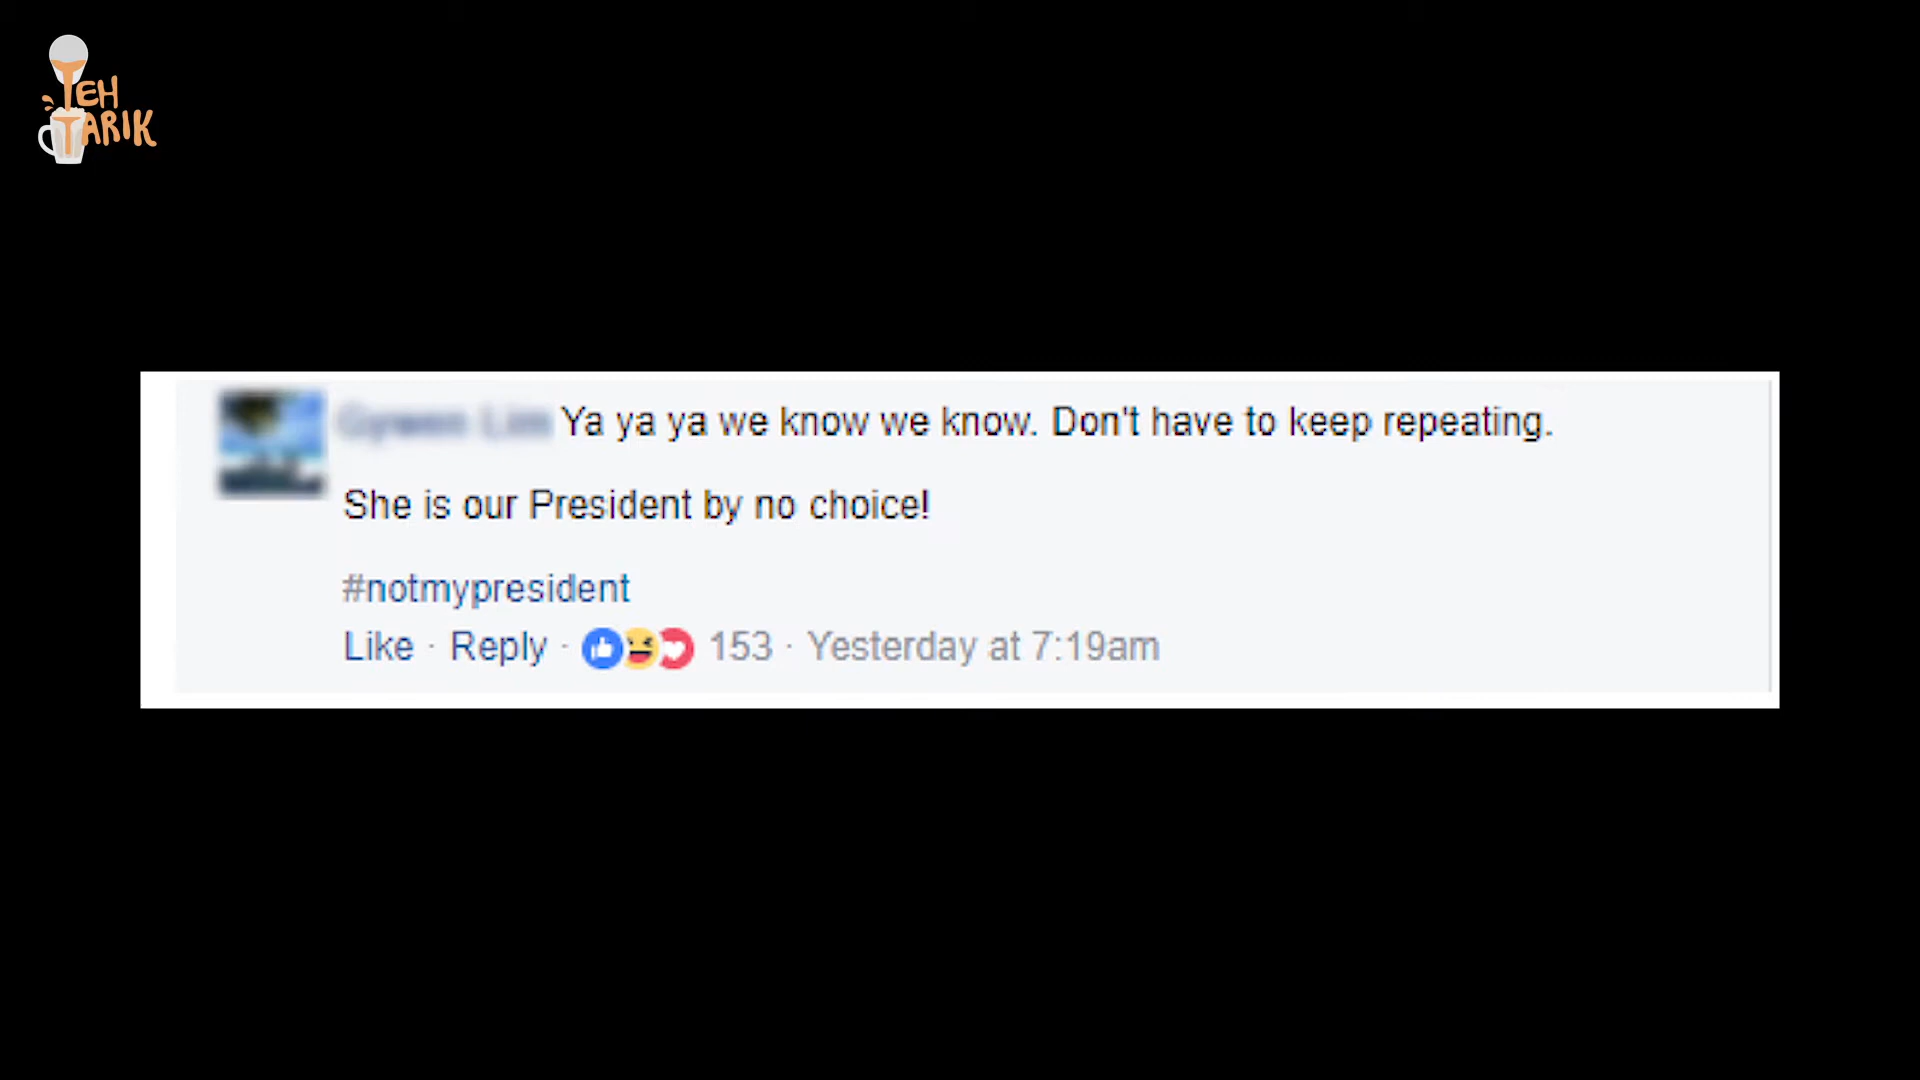 TEH
TARIK
Ya ya ya we know we know. Don't have to keep repeating.
She is our President by no choice!
#notmypresident
Like · Reply · 153 · Yesterday at 7:19am